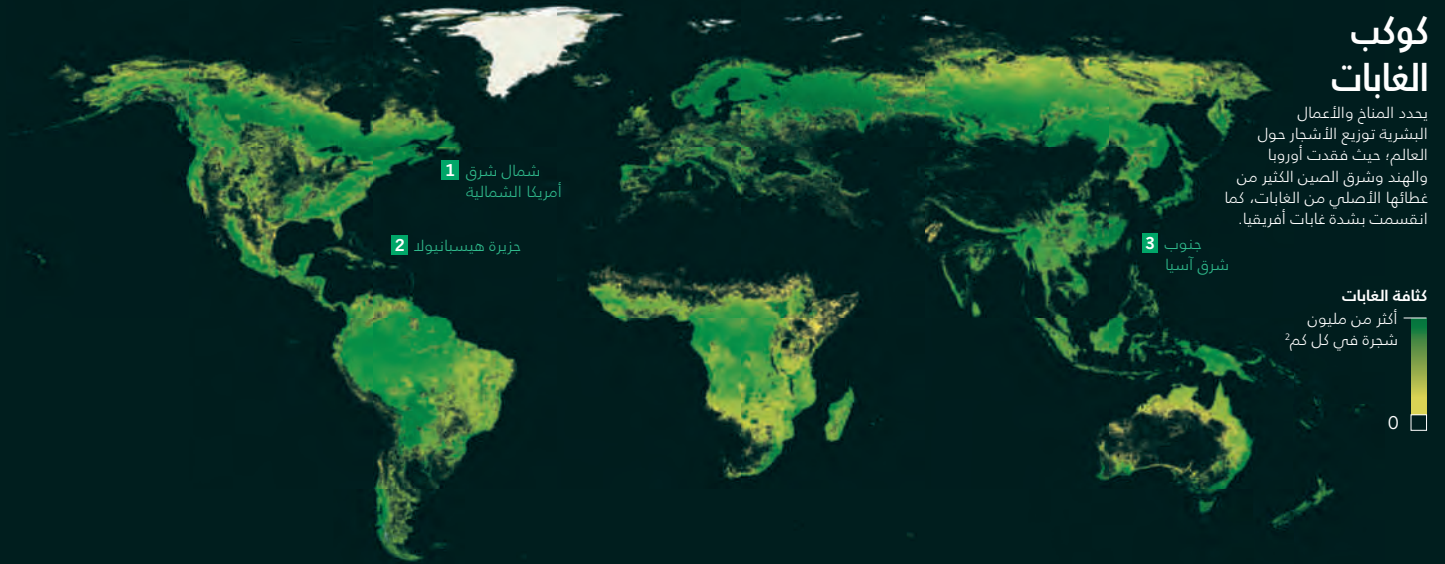 كوكب
الغابات
يحدد المناخ والأعمال
البشرية توزيع الأشجار حول
العالم؛ حيث فقدت أوروبا
والهند وشرق الصين الكثير من
غطائها الأصلي من الغابات، كما
انقسمت بشدة غابات أفريقيا.
1 شمال شرق
أمريكا الشمالية
2 جزيرة هيسبانيولا
3 جنوب
شرق آسيا
كثافة الغابات
أكثر من مليون
شجرة في كل كم²
0